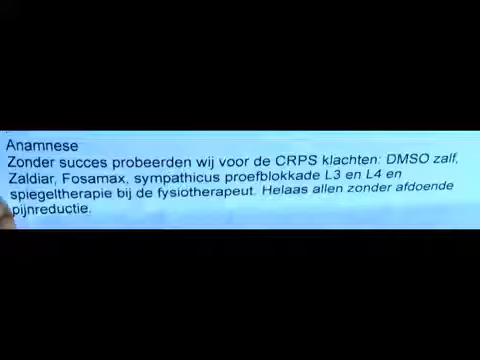 Anamnese
Zonder succes probeerden wij voor de CRPS klachten: DMSO zalf,
Zaldiar, Fosamax, sympathicus proefblokkade L3 en L4 en
spiegeltherapie bij de fysiotherapeut. Helaas allen zonder afdoende
pijnreductie.